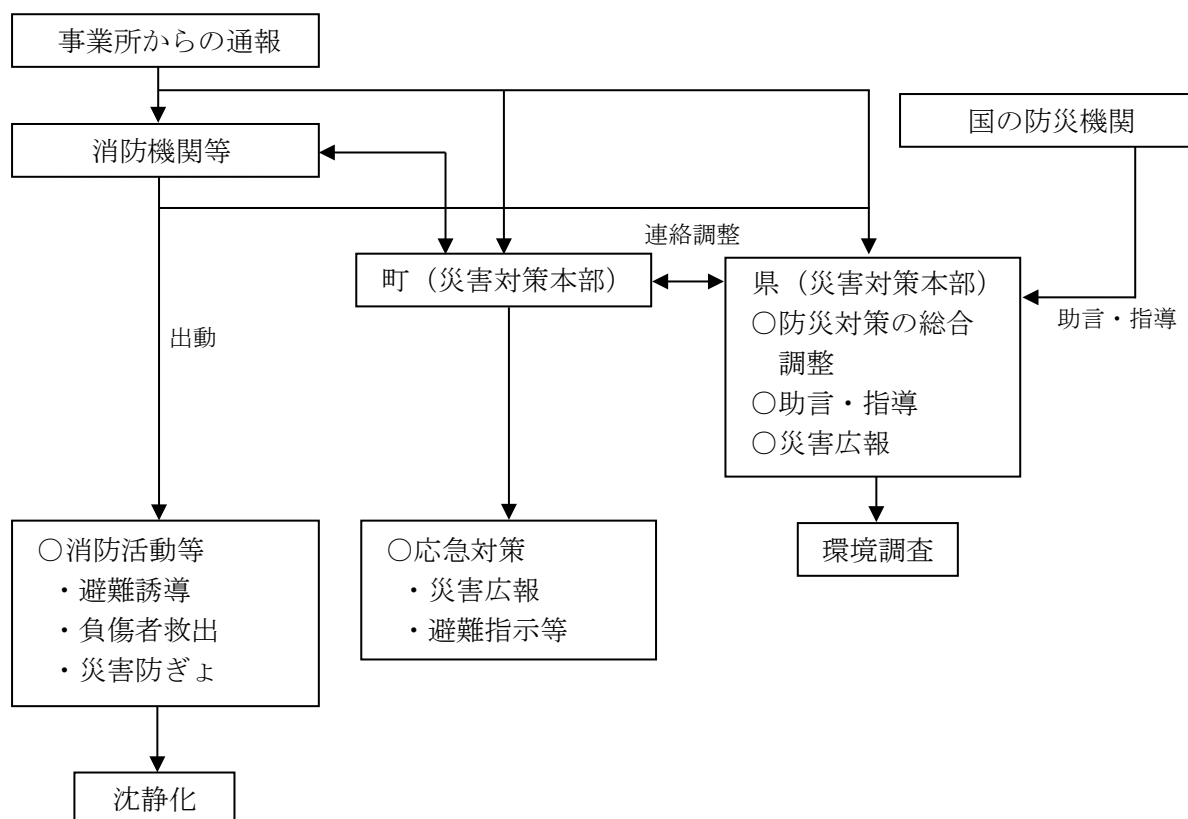 事業所からの通報
消防機関等
国の防災機関
連絡調整
町（災害対策本部）
県（災害対策本部）
○防災対策の総合
調整
○助言・指導
○災害広報
助言・指導
出動
○消防活動等
・避難誘導
・負傷者救出
・災害防ぎょ
○応急対策
・災害広報
・避難指示等
環境調査
沈静化